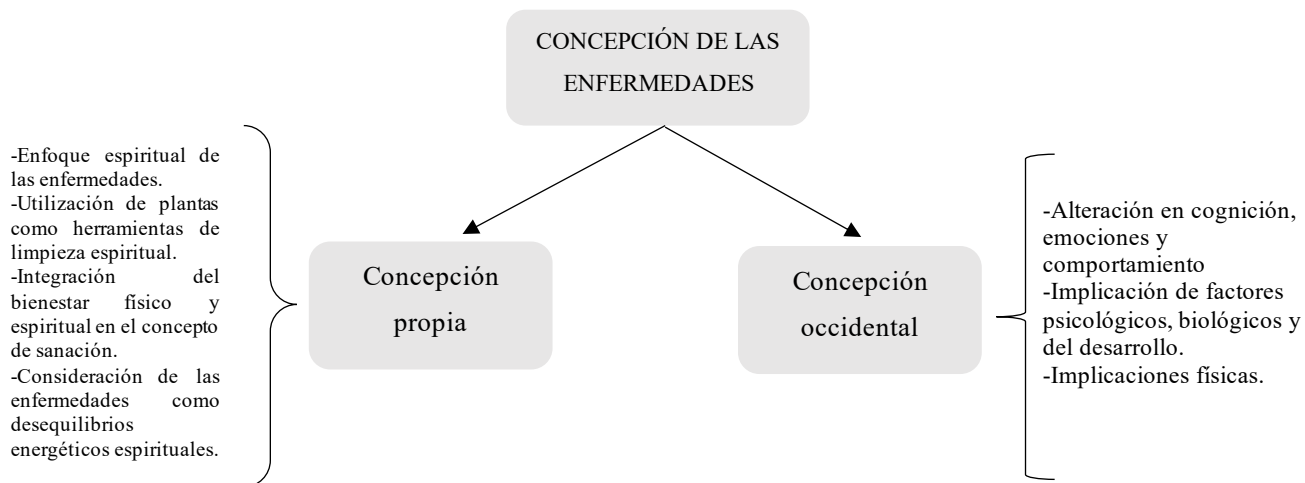 CONCEPCIÓN DE LAS
ENFERMEDADES
-Enfoque espiritual de
las enfermedades.
-Utilización de plantas
como herramientas de
limpieza espiritual.
-Integración del
bienestar físico y
espiritual en el concepto
de sanación.
-Consideración de las
enfermedades como
desequilibrios
energéticos espirituales.
Concepción
propia
Concepción
occidental
-Alteración en cognición,
emociones y
comportamiento
-Implicación de factores
psicológicos, biológicos y
del desarrollo.
-Implicaciones físicas.